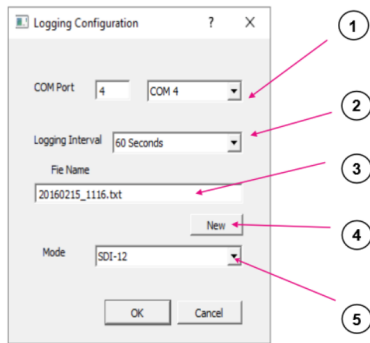 Logging Configuration ? X
1
COM Port 4 COM 4
2
Logging Interval 60 Seconds
Fie Name
3
20160215_1116.txt
New
4
Mode SDI-12
OK Cancel
5